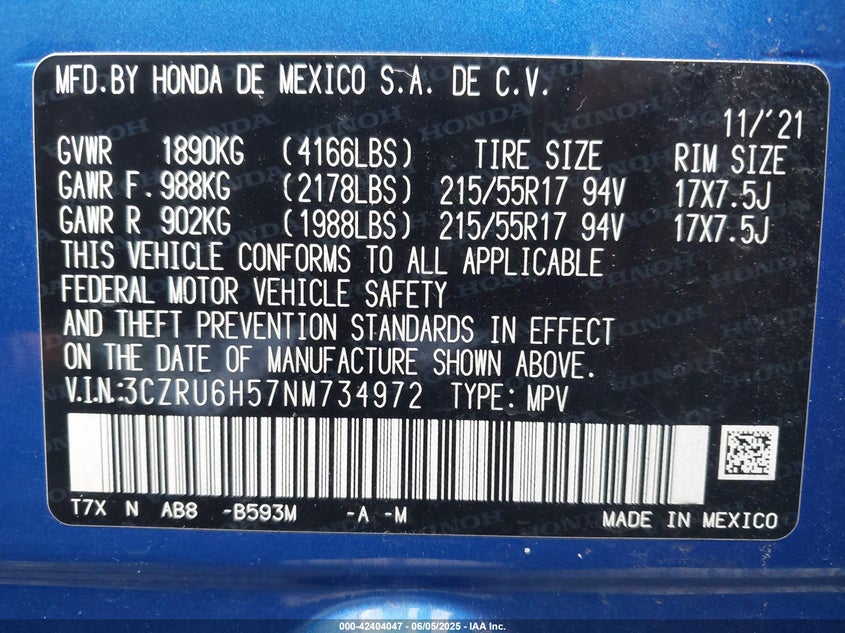 MFD.BY HONDA DE MEXICO S.A. DE C.V.
11/'21
GVWR 1890KG (4166LBS) TIRE SIZE RIM SIZE
GAWR F 988KG (2178LBS) 215/55R17 94V 17X7.5J
GAWR R 902KG (1988LBS) 215/55R17 94V 17X7.5J
THIS VEHICLE CONFORMS TO ALL APPLICABLE
FEDERAL MOTOR VEHICLE SAFETY
AND THEFT PREVENTION STANDARDS IN EFFECT
ON THE DATE OF MANUFACTURE SHOWN ABOVE.
V.I.N.:3CZRU6H57NM734972 TYPE: MPV
T7X N AB8 -B593M -A -M MADE IN MEXICO
000-42404047 - 06/05/2025 - IAA Inc.